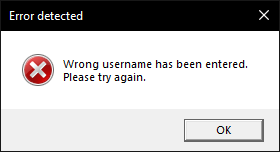 Error detected
Wrong username has been entered.
Please try again.
OK